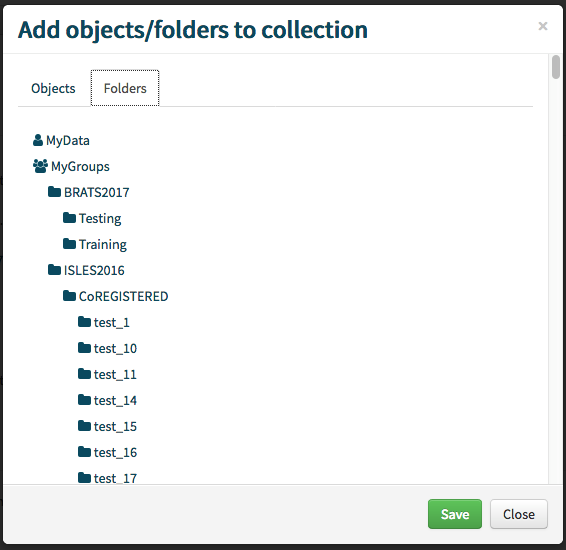 Add objects/folders to collection
×
Objects Folders
MyData
MyGroups
BRATS2017
Testing
Training
ISLES2016
CoREGISTERED
test_1
test_10
test_11
test_14
test_15
test_16
test_17
Save Close